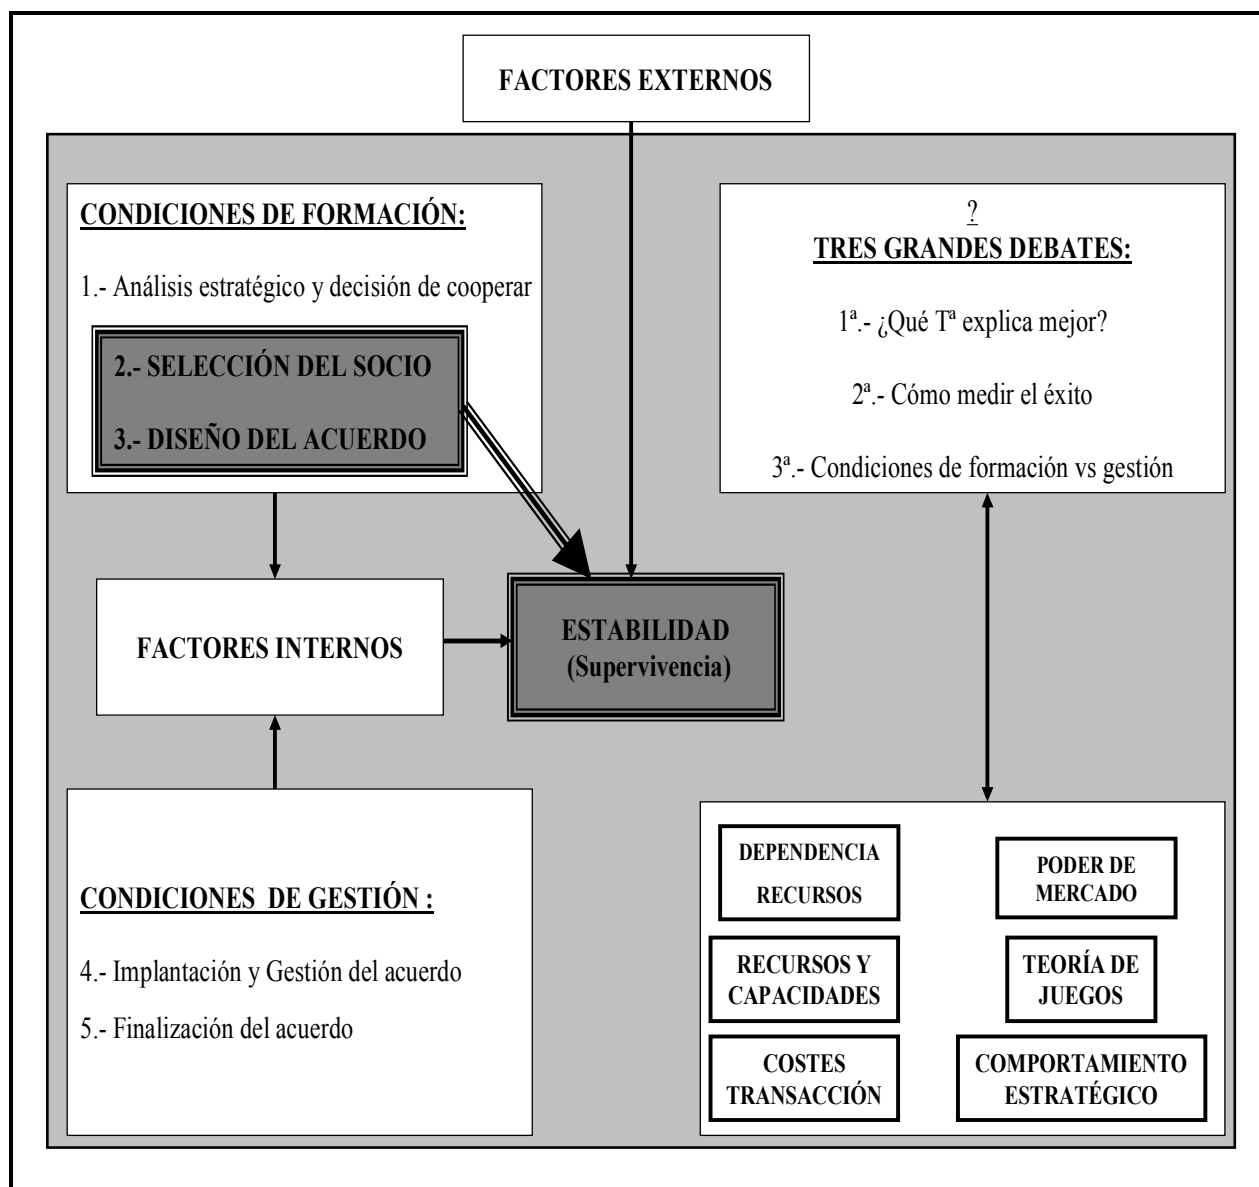 FACTORES EXTERNOS
CONDICIONES DE FORMACIÓN:
1.- Análisis estratégico y decisión de cooperar
2.- SELECCIÓN DEL SOCIO
3.- DISEÑO DEL ACUERDO
?
TRES GRANDES DEBATES:
1ª.- ¿Qué Tª explica mejor?
2ª.- Cómo medir el éxito
3ª.- Condiciones de formación vs gestión
FACTORES INTERNOS
ESTABILIDAD
(Supervivencia)
CONDICIONES DE GESTIÓN :
4.- Implantación y Gestión del acuerdo
5.- Finalización del acuerdo
DEPENDENCIA
RECURSOS
PODER DE
MERCADO
RECURSOS Y
CAPACIDADES
TEORÍA DE
JUEGOS
COSTES
TRANSACCIÓN
COMPORTAMIENTO
ESTRATÉGICO